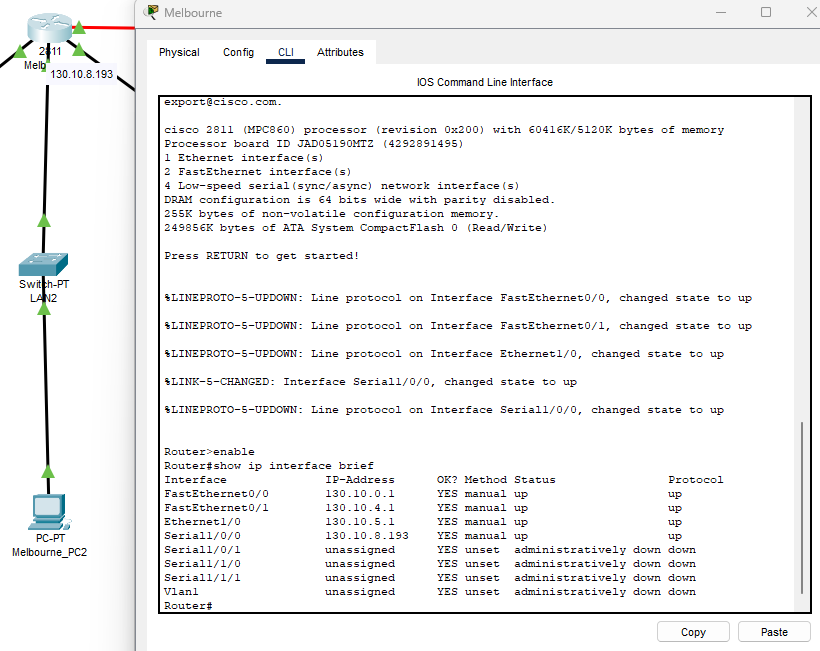 Melbourne
Physical Config CLI Attributes
IOS Command Line Interface
export@cisco.com.
cisco 2811 (MPC860) processor (revision 0x200) with 60416K/5120K bytes of memory
Processor board ID JAD05190MTZ (4292891495)
1 Ethernet interface(s)
2 FastEthernet interface(s)
4 Low-speed serial(sync/async) network interface(s)
DRAM configuration is 64 bits wide with parity disabled.
255K bytes of non-volatile configuration memory.
249856K bytes of ATA System CompactFlash 0 (Read/Write)
Press RETURN to get started!
%LINEPROTO-5-UPDOWN: Line protocol on Interface FastEthernet0/0, changed state to up
%LINEPROTO-5-UPDOWN: Line protocol on Interface FastEthernet0/1, changed state to up
%LINEPROTO-5-UPDOWN: Line protocol on Interface Ethernet1/0, changed state to up
%LINK-5-CHANGED: Interface Serial1/0/0, changed state to up
%LINEPROTO-5-UPDOWN: Line protocol on Interface Serial1/0/0, changed state to up
Router>enable
Router#show ip interface brief
Interface IP-Address OK? Method Status Protocol
FastEthernet0/0 130.10.0.1 YES manual up up
FastEthernet0/1 130.10.4.1 YES manual up up
Ethernet1/0 130.10.5.1 YES manual up up
Serial1/0/0 130.10.8.193 YES manual up up
Serial1/0/1 unassigned YES unset administratively down down
Serial1/1/0 unassigned YES unset administratively down down
Serial1/1/1 unassigned YES unset administratively down down
Vlan1 unassigned YES unset administratively down down
Router#
Copy Paste
2811
Melb
130.10.8.193
Switch-PT
LAN2
PC-PT
Melbourne_PC2